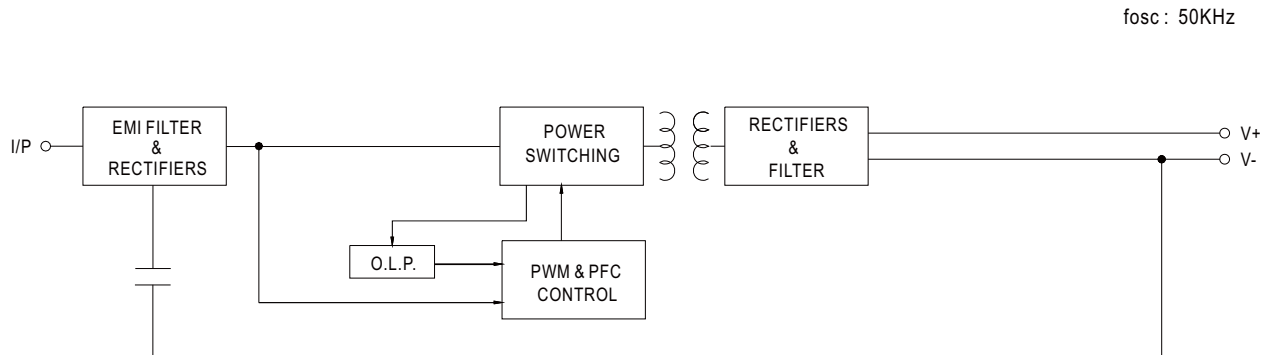 fosc : 50KHz
I/P
EMI FILTER
&
RECTIFIERS
POWER
SWITCHING
RECTIFIERS
&
FILTER
V+
V-
O.L.P.
PWM & PFC
CONTROL